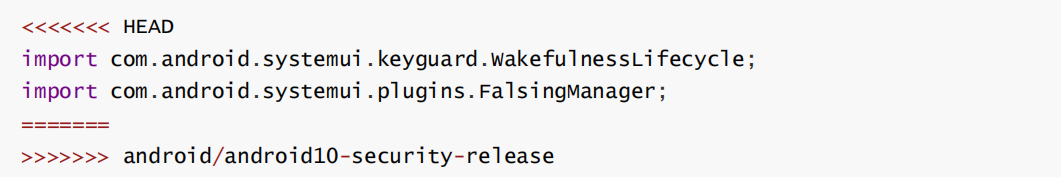 <<<<<<< HEAD
import com.android.systemui.keyguard.WakefulnessLifecycle;
import com.android.systemui.plugins.FalsingManager;
=======
>>>>>>> android/android10-security-release